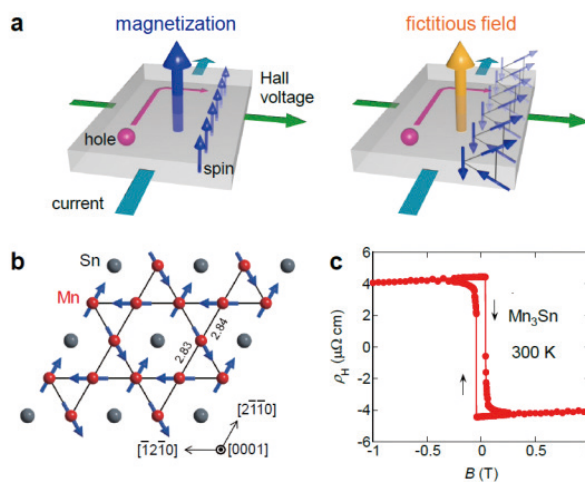 a
magnetization
fictitious field
Hall
voltage
hole
spin
current
b
Sn
Mn
2.83
2.84
[2̄1̄1̄0]
[1̄21̄0]
[0001]
c
6
4
2
0
-2
-4
-6
ρH (μΩ cm)
Mn₃Sn
300 K
-1
-0.5
0
0.5
B (T)